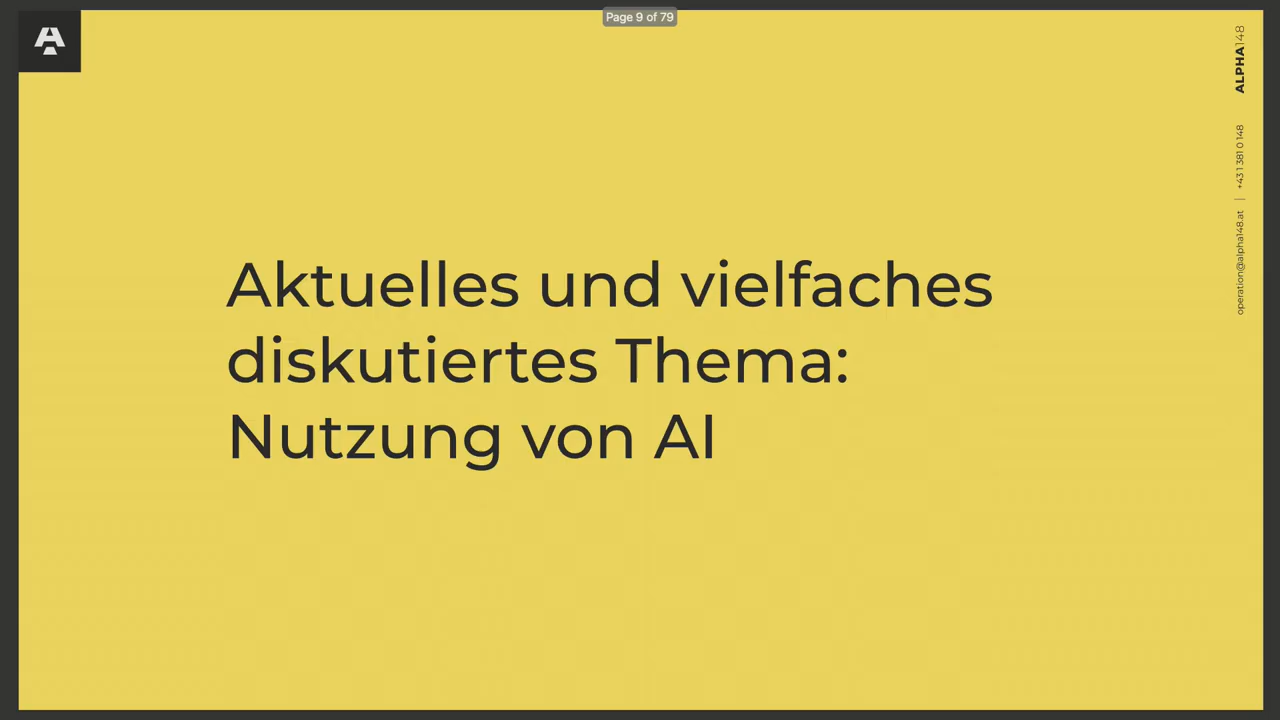 Page 9 of 79
Aktuelles und vielfaches
diskutiertes Thema:
Nutzung von AI
ALPHA148
+43 1 381 0 148
|
operation@alpha148.at